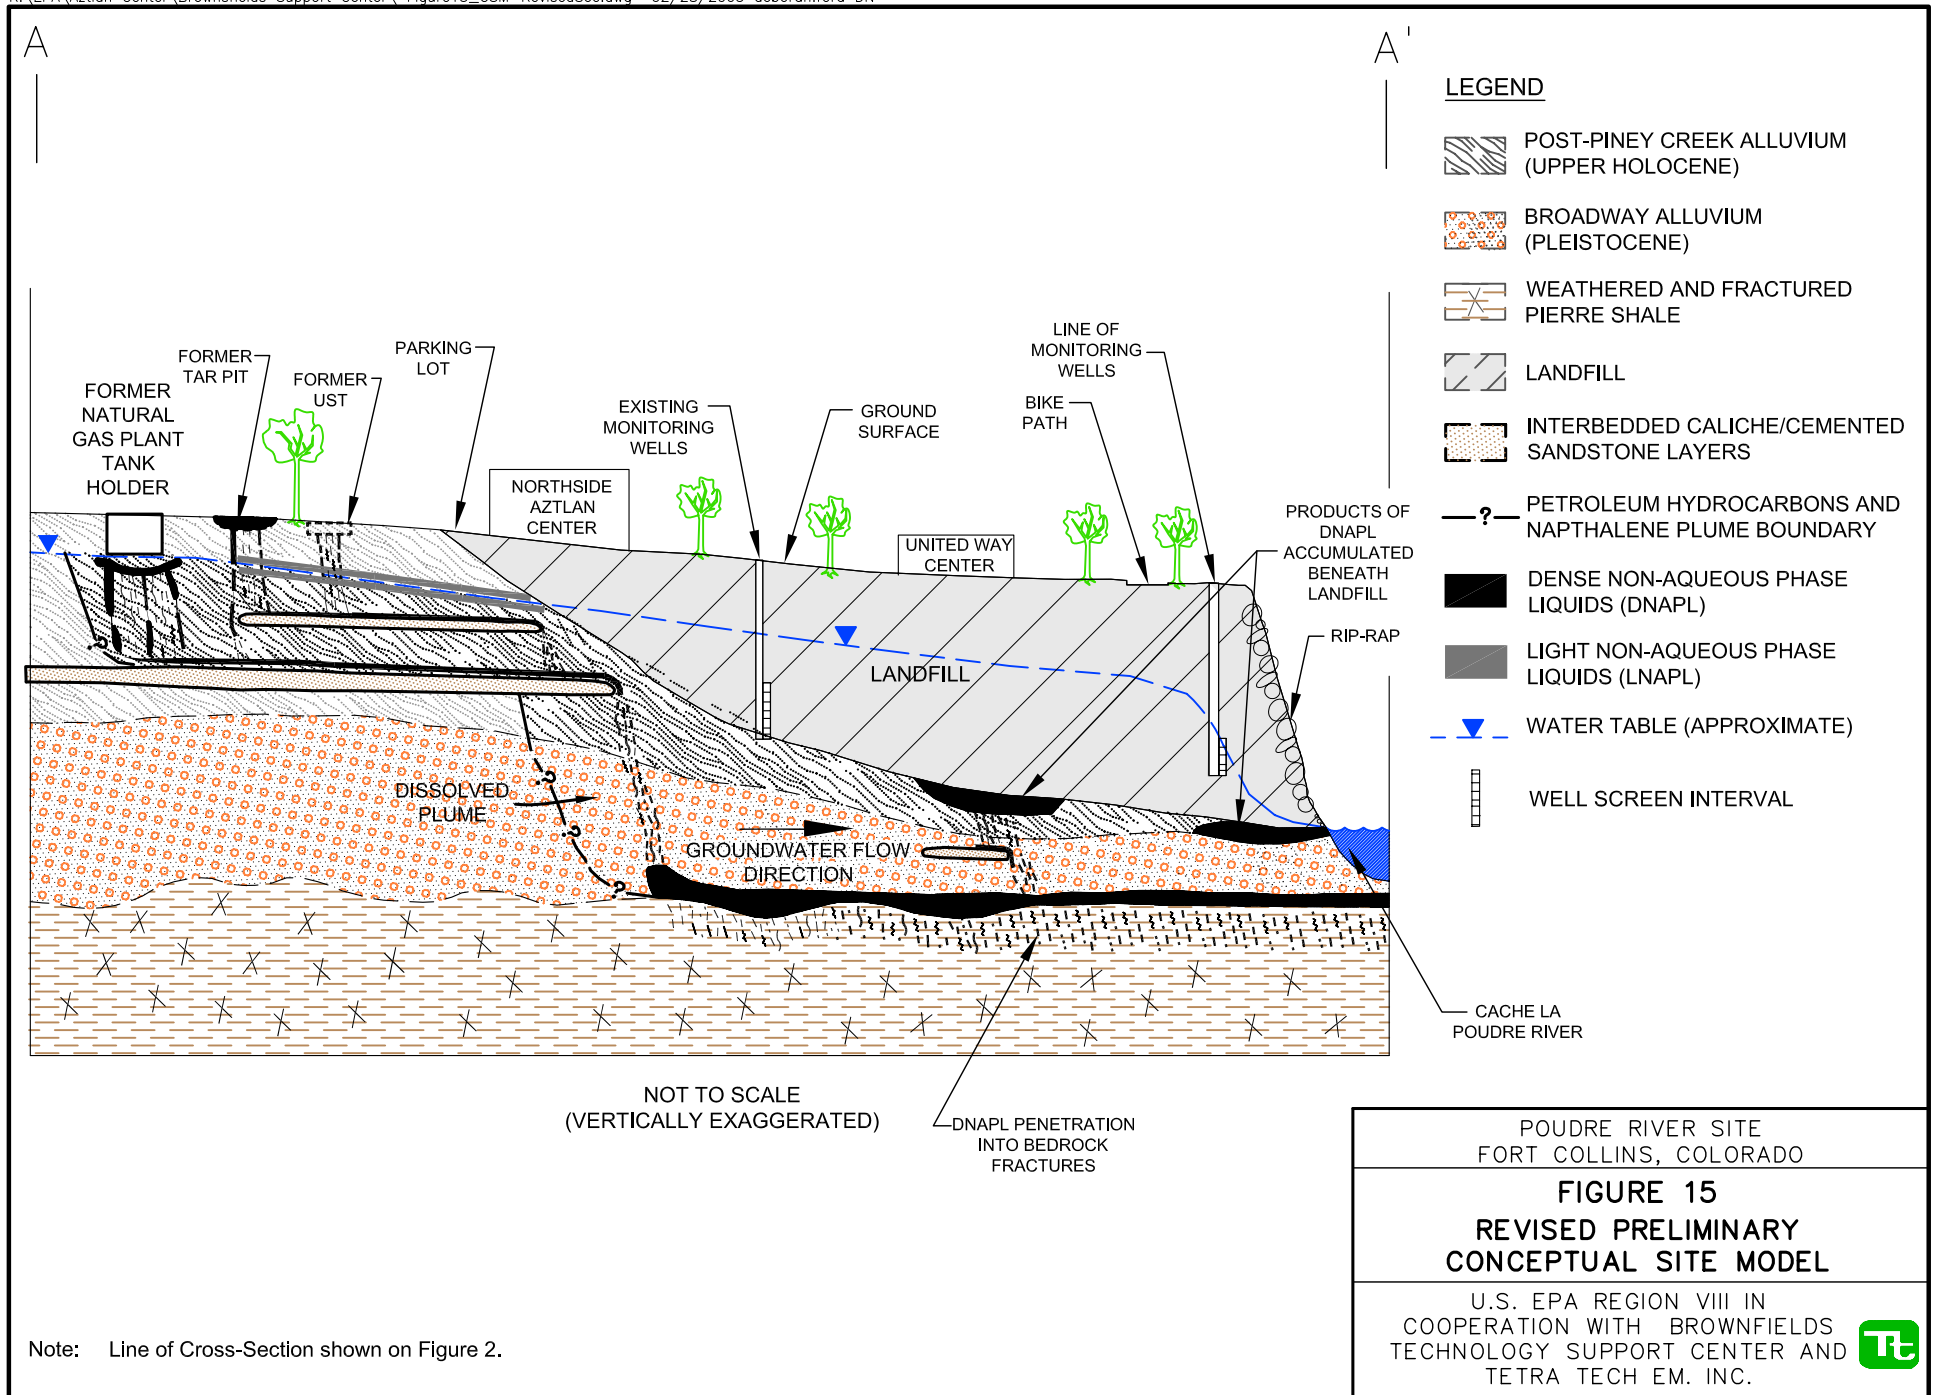 A
A'
LEGEND
POST-PINEY CREEK ALLUVIUM
(UPPER HOLOCENE)
BROADWAY ALLUVIUM
(PLEISTOCENE)
WEATHERED AND FRACTURED
PIERRE SHALE
LANDFILL
INTERBEDDED CALICHE/CEMENTED
SANDSTONE LAYERS
?
PETROLEUM HYDROCARBONS AND
NAPTHALENE PLUME BOUNDARY
DENSE NON-AQUEOUS PHASE
LIQUIDS (DNAPL)
LIGHT NON-AQUEOUS PHASE
LIQUIDS (LNAPL)
WATER TABLE (APPROXIMATE)
WELL SCREEN INTERVAL
FORMER
NATURAL
GAS PLANT
TANK
HOLDER
FORMER
TAR PIT
FORMER
UST
PARKING
LOT
NORTHSIDE
AZTLAN
CENTER
EXISTING
MONITORING
WELLS
GROUND
SURFACE
UNITED WAY
CENTER
BIKE
PATH
LINE OF
MONITORING
WELLS
PRODUCTS OF
DNAPL
ACCUMULATED
BENEATH
LANDFILL
RIP-RAP
LANDFILL
?
?
?
?
DISSOLVED
PLUME
GROUNDWATER FLOW
DIRECTION
CACHE LA
POUDRE RIVER
DNAPL PENETRATION
INTO BEDROCK
FRACTURES
NOT TO SCALE
(VERTICALLY EXAGGERATED)
Note: Line of Cross-Section shown on Figure 2.
POUDRE RIVER SITE
FORT COLLINS, COLORADO
FIGURE 15
REVISED PRELIMINARY
CONCEPTUAL SITE MODEL
U.S. EPA REGION VIII IN
COOPERATION WITH BROWNFIELDS
TECHNOLOGY SUPPORT CENTER AND
TETRA TECH EM. INC.
Tt